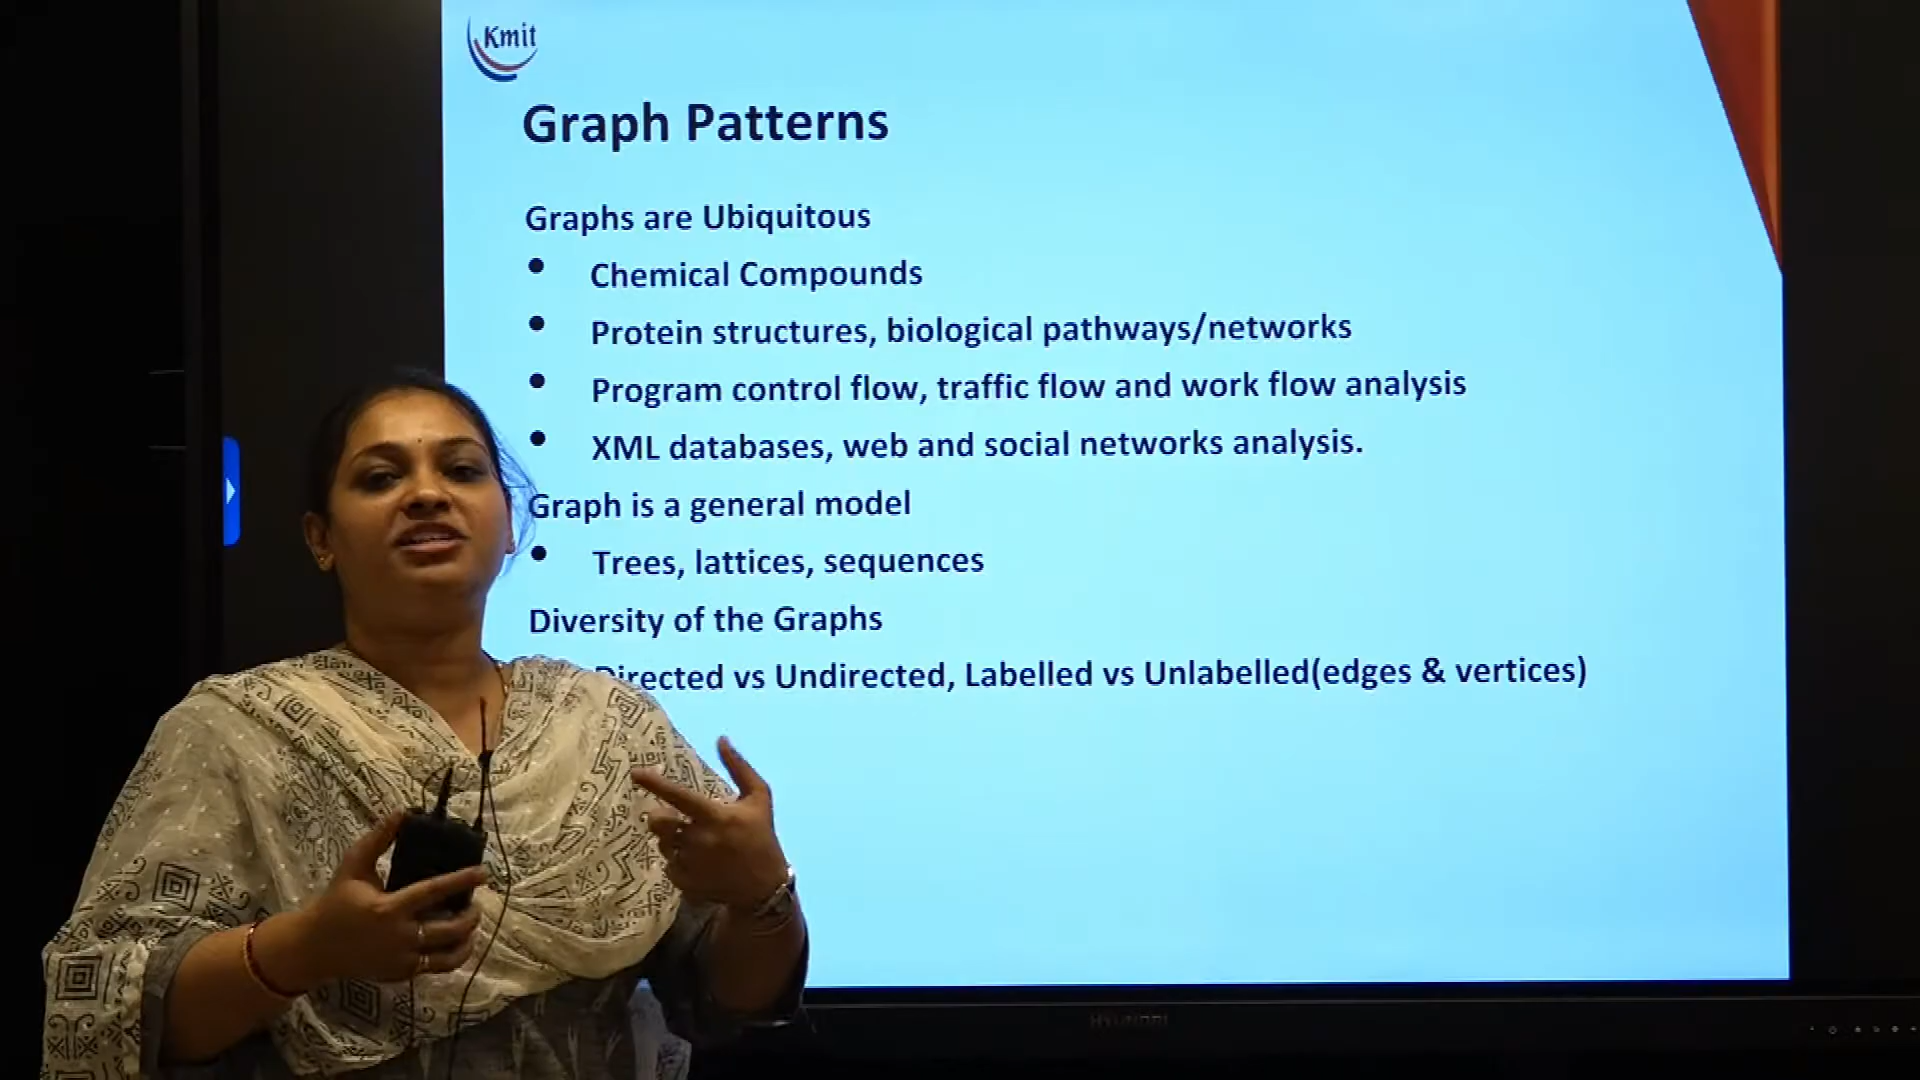 Kmit
Graph Patterns
Graphs are Ubiquitous
• Chemical Compounds
• Protein structures, biological pathways/networks
• Program control flow, traffic flow and work flow analysis
• XML databases, web and social networks analysis.
Graph is a general model
• Trees, lattices, sequences
Diversity of the Graphs
Directed vs Undirected, Labelled vs Unlabelled(edges & vertices)
HYUNDAI